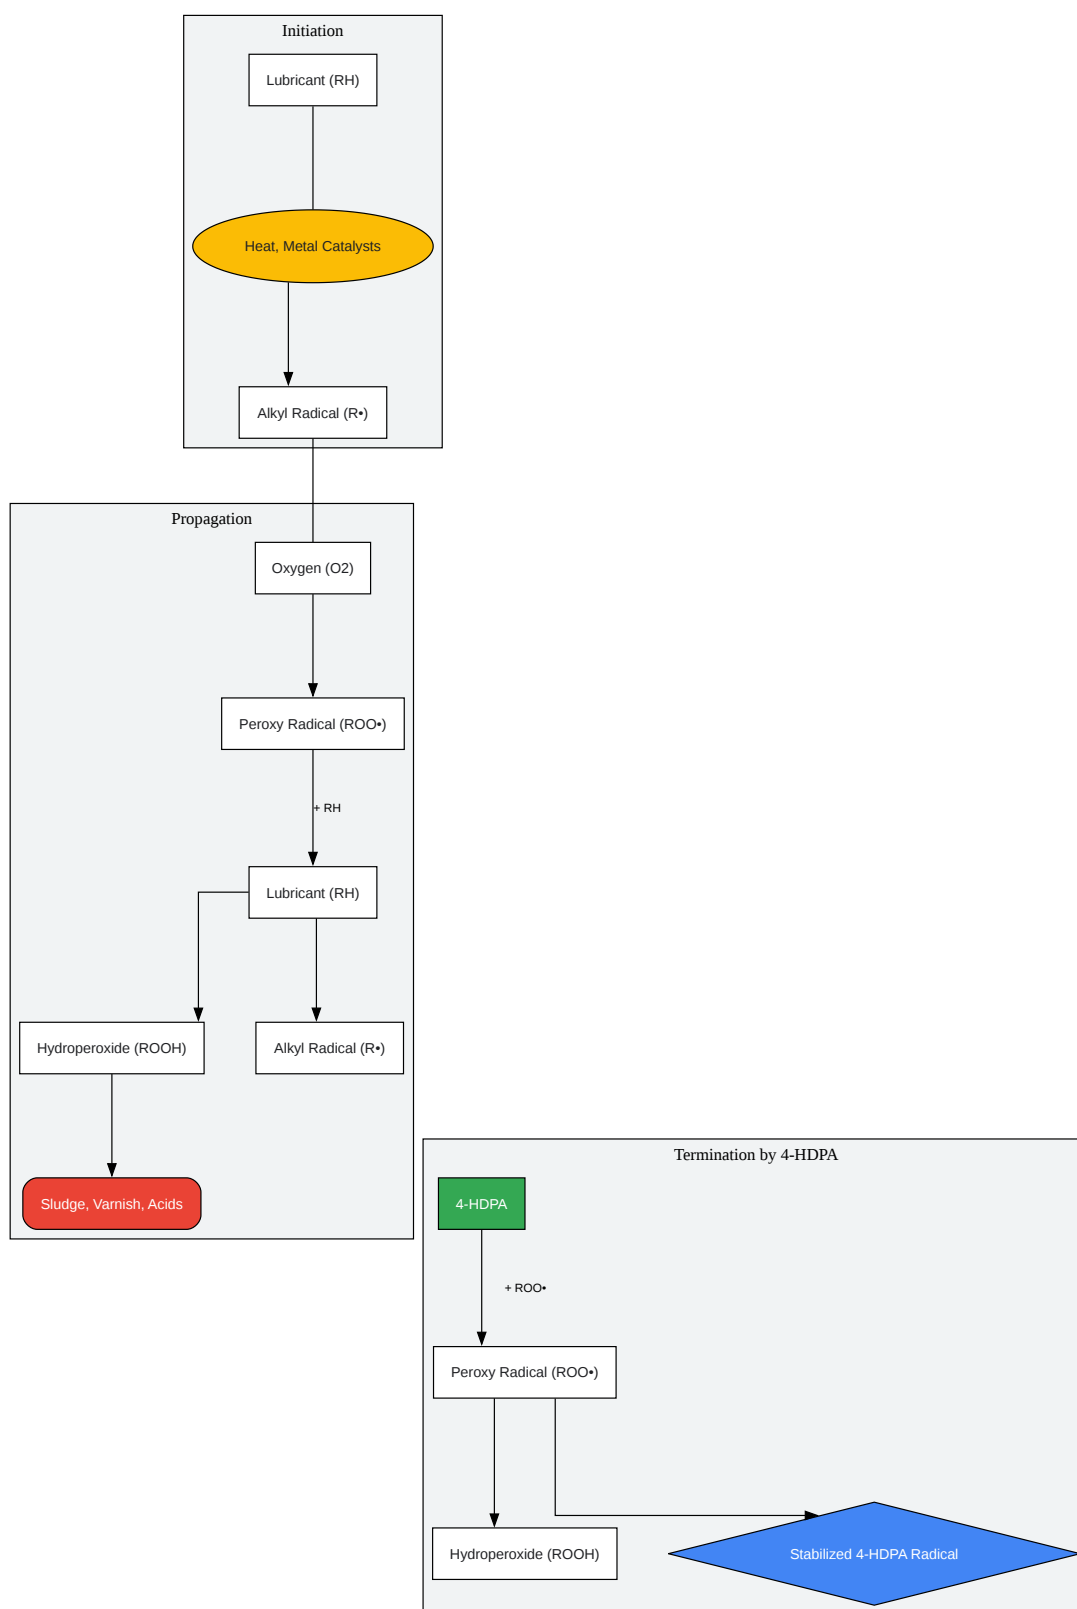 Initiation
Lubricant (RH)
Heat, Metal Catalysts
Alkyl Radical (R•)
Propagation
Oxygen (O2)
Peroxy Radical (ROO•)
+ RH
Lubricant (RH)
Hydroperoxide (ROOH)
Alkyl Radical (R•)
Sludge, Varnish, Acids
Termination by 4-HDPA
4-HDPA
+ ROO•
Peroxy Radical (ROO•)
Hydroperoxide (ROOH)
Stabilized 4-HDPA Radical